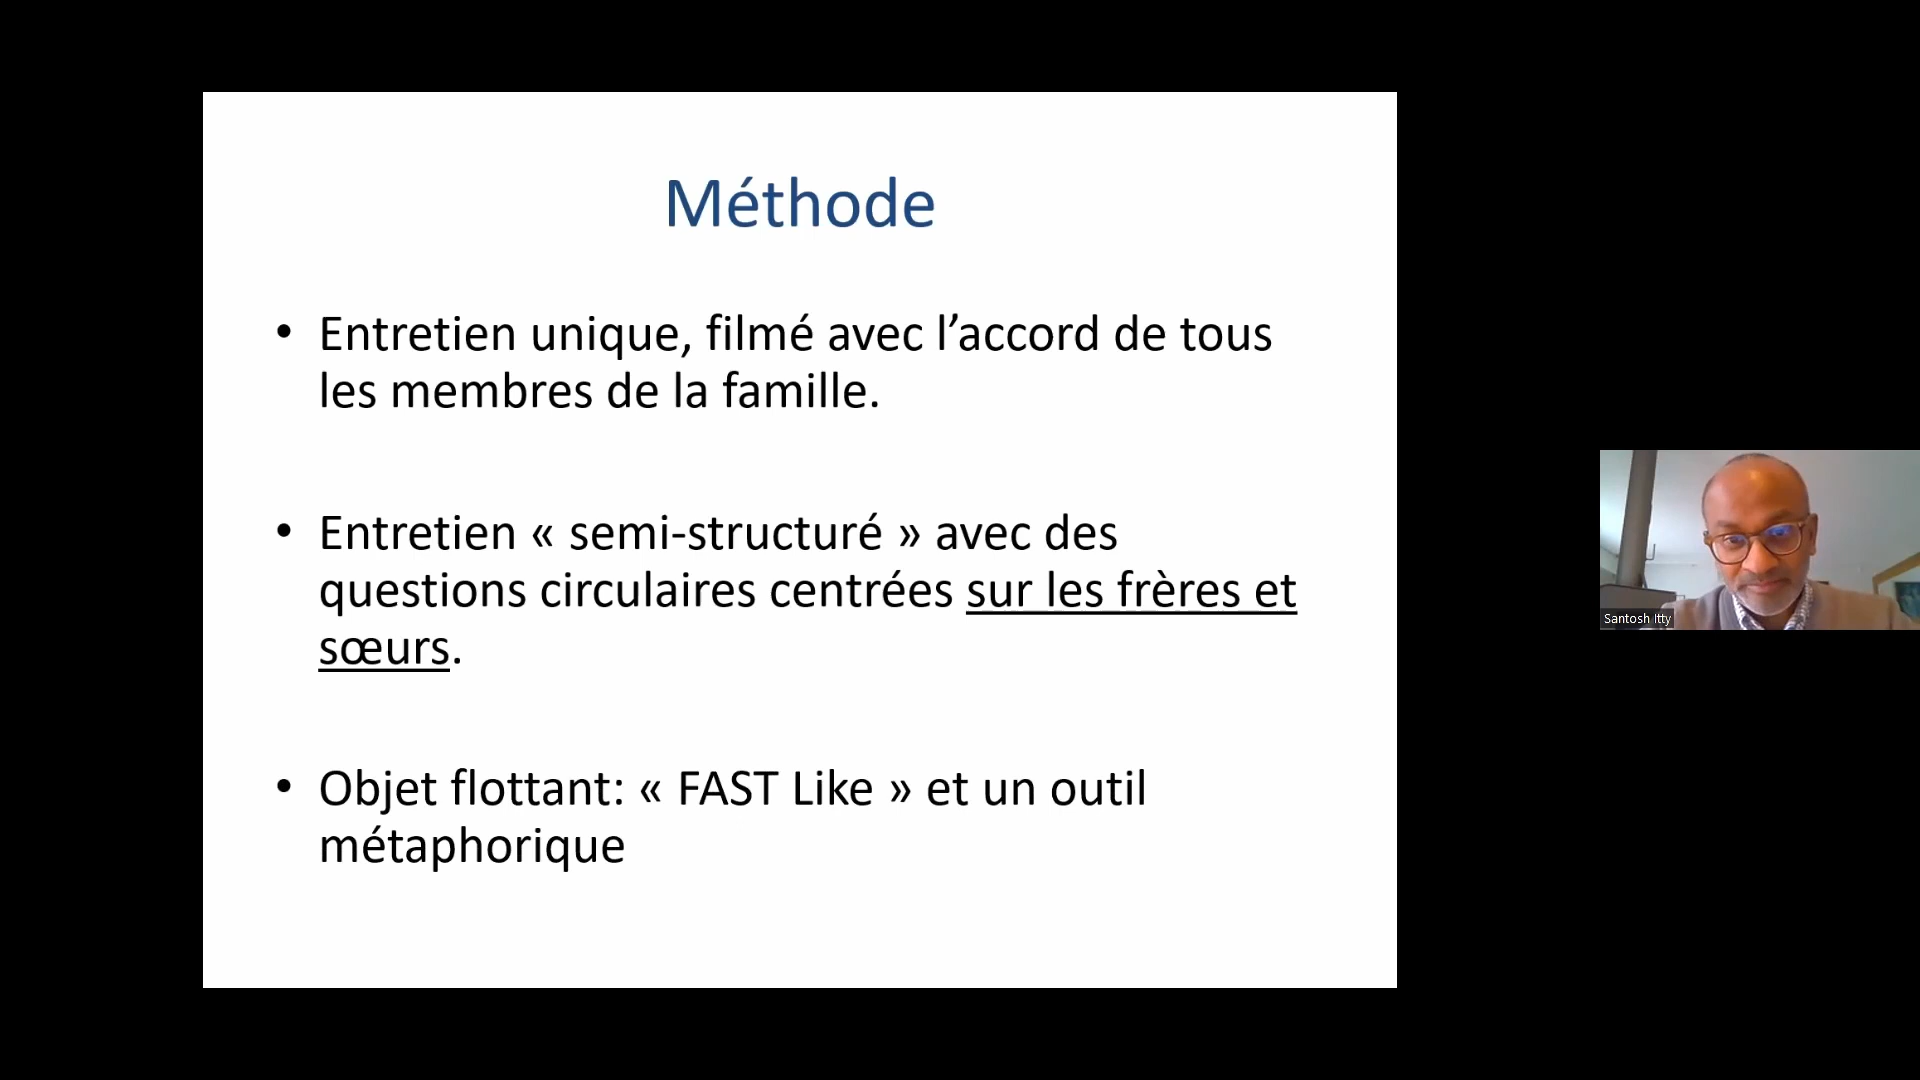 Méthode
• Entretien unique, filmé avec l’accord de tous
les membres de la famille.
• Entretien « semi-structuré » avec des
questions circulaires centrées sur les frères et
sœurs.
• Objet flottant: « FAST Like » et un outil
métaphorique
Santosh Itty